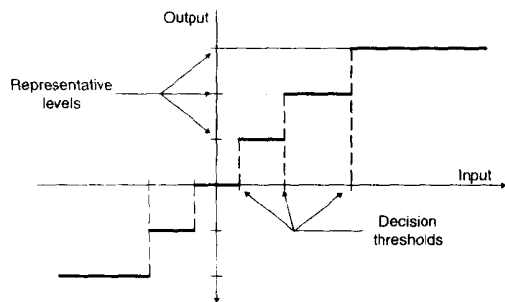 Output
Representative
levels
Input
Decision
thresholds